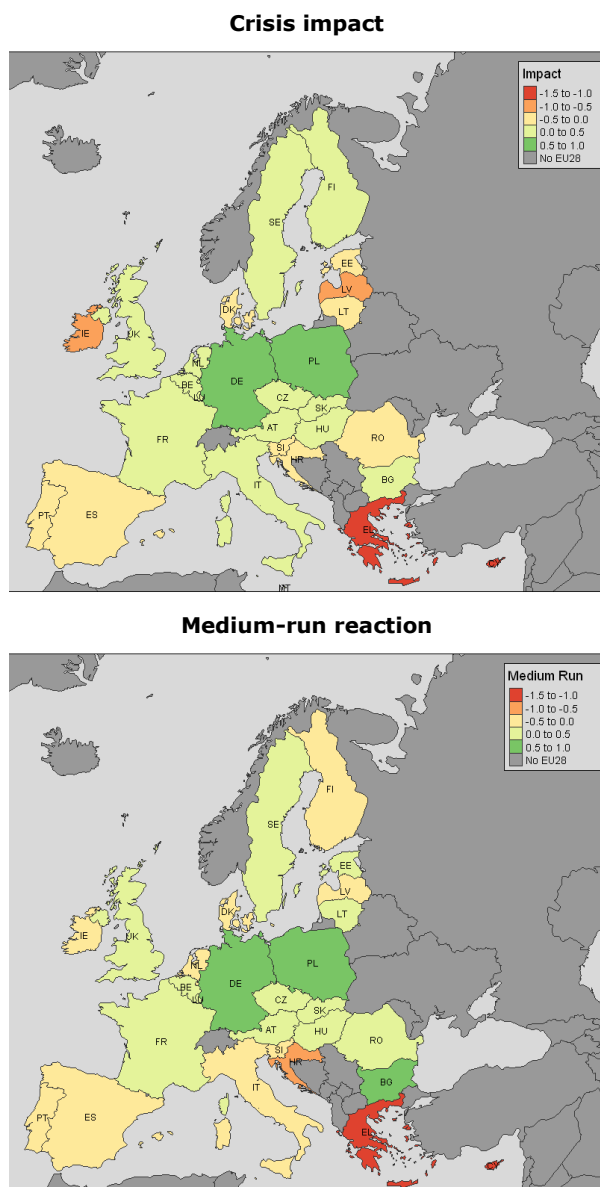 Crisis impact
Impact
-1.5 to -1.0
-1.0 to -0.5
-0.5 to 0.0
0.0 to 0.5
0.5 to 1.0
No EU28
FI
SE
EE
LV
DK
LT
IE
UK
NL
PL
BE
DE
LU
CZ
SK
FR
AT
HU
SI
RO
HR
IT
BG
PT
ES
EL
CY
MT
Medium-run reaction
Medium Run
-1.5 to -1.0
-1.0 to -0.5
-0.5 to 0.0
0.0 to 0.5
0.5 to 1.0
No EU28
FI
SE
EE
LV
DK
LT
IE
UK
NL
PL
BE
DE
LU
CZ
SK
FR
AT
HU
RO
SI
HR
IT
BG
PT
ES
EL
CY